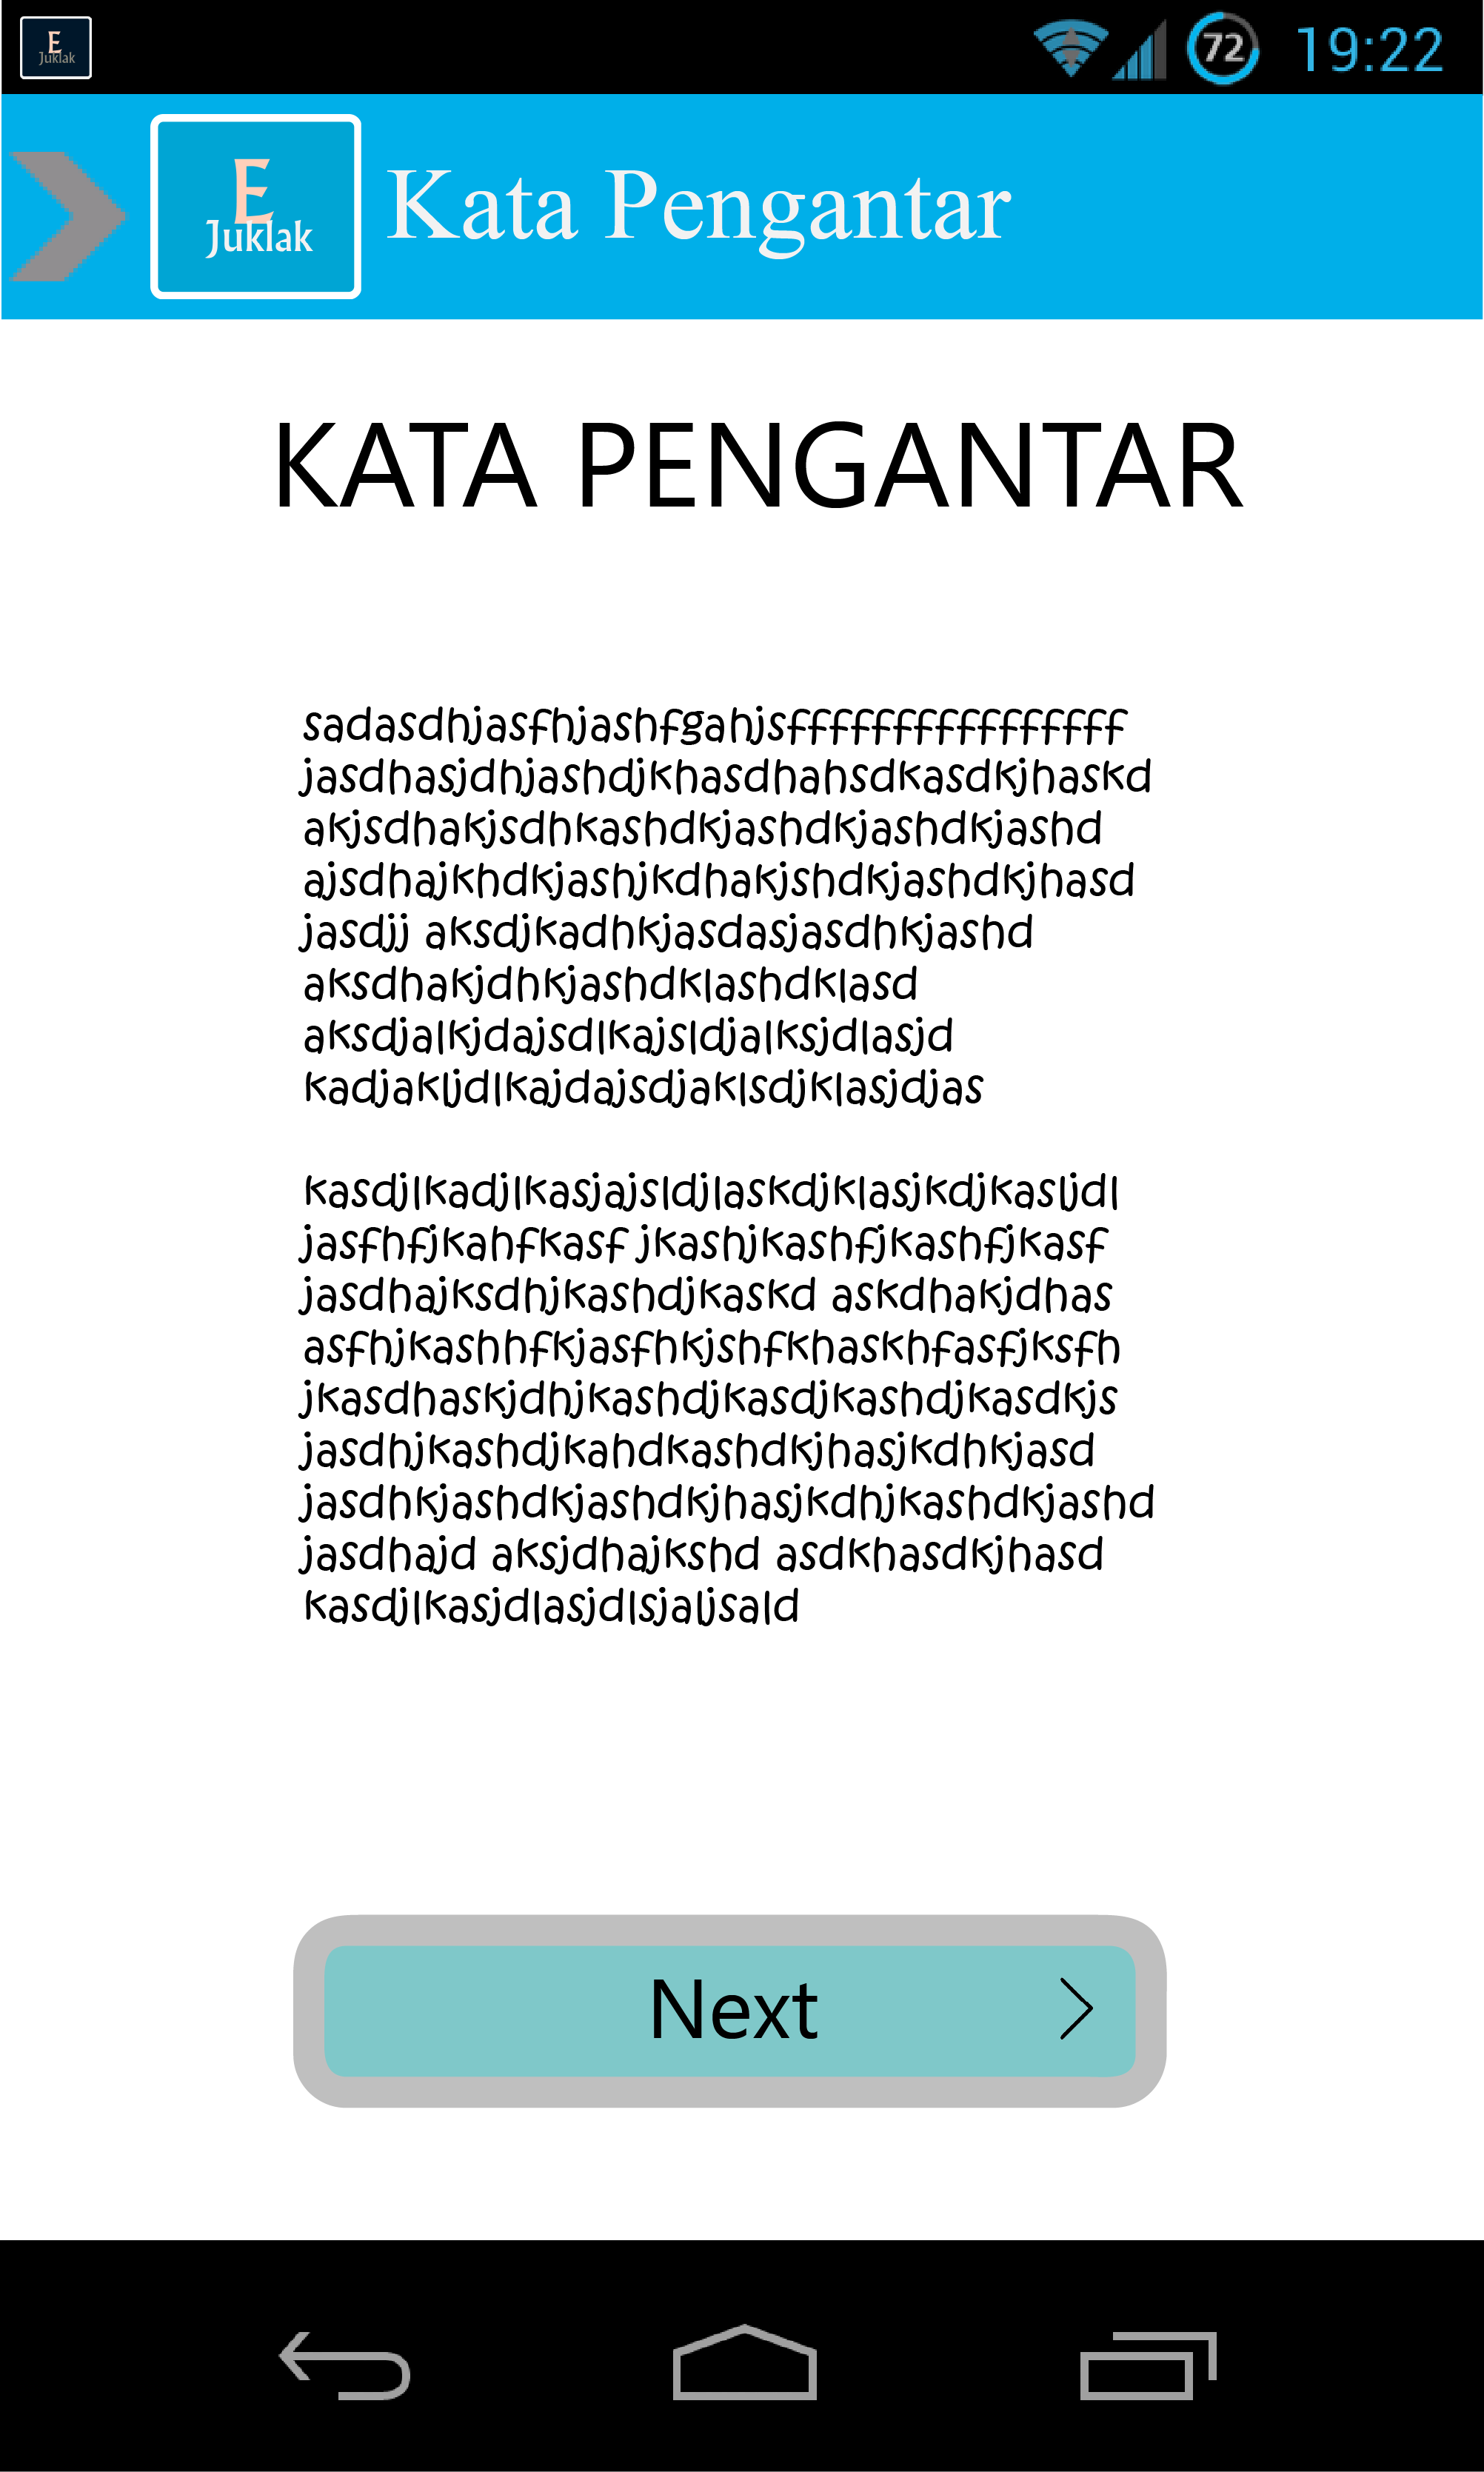 E
Juklak
72
19:22
E
Juklak
Kata Pengantar
KATA PENGANTAR
sadasdhjasfhjashfgahjsffffffffffffffff
jasdhasjdhjashdjkhasdhahsdkasdkjhaskd
akjsdhakjsdhkashdkjashdkjashdkjashd
ajsdhajkhdkjashjkdhakjshdkjashdkjhasd
jasdjj aksdjkadhkjasdasjasdhkjashd
aksdhakjdhkjashdklashdklasd
aksdjalkjdajsdlkajsldjalksjdlasjd
kadjakljdlkajdajsdjaklsdjklasjdjas
kasdjlkadjlkasjajsldjlaskdjklasjkdjkasljdl
jasfhfjkahfkasf jkashjkashfjkashfjkasf
jasdhajksdhjkashdjkaskd askdhakjdhas
asfhjkashhfkjasfhkjshfkhaskhfasfjksfh
jkasdhaskjdhjkashdjkasdjkashdjkasdkjs
jasdhjkashdjkahdkashdkjhasjkdhkjasd
jasdhkjashdkjashdkjhasjkdhjkashdkjashd
jasdhajd aksjdhajkshd asdkhasdkjhasd
kasdjlkasjdlasjdlsjaljsald
Next